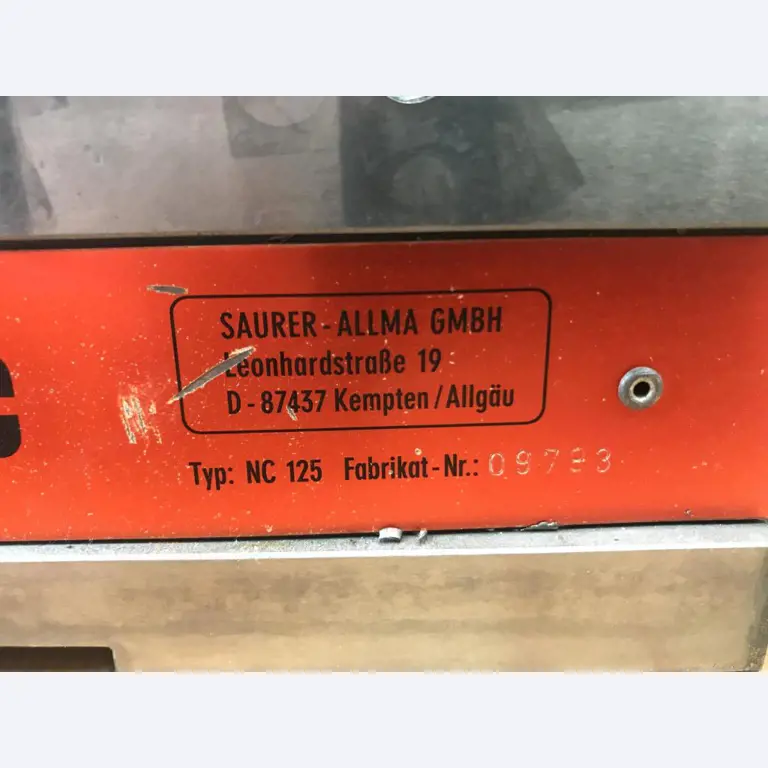 SAURER-ALLMA GMBH
Leonhardstraße 19
D-87437 Kempten/Allgäu
Typ: NC 125 Fabrikat-Nr.: 09793